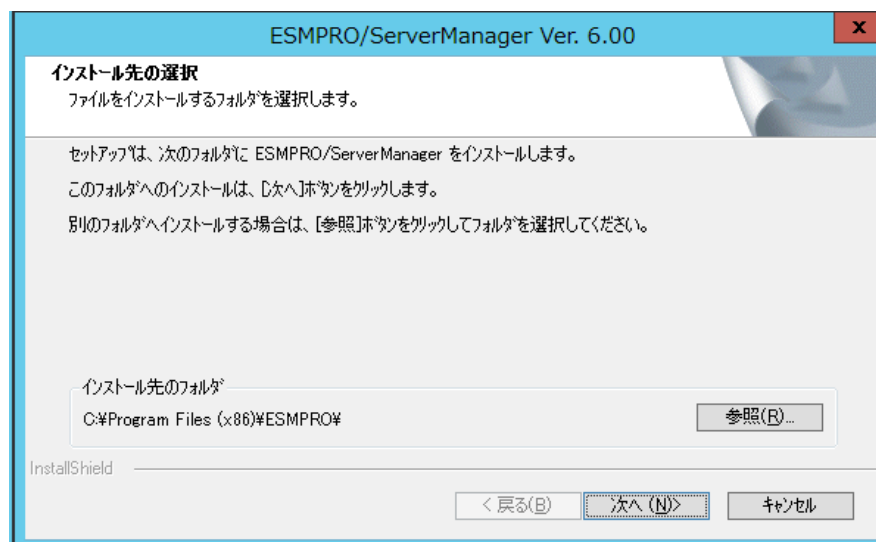 ESMPRO/ServerManager Ver. 6.00
x
インストール先の選択
ファイルをインストールするフォルダを選択します。
セットアップは、次のフォルダに ESMPRO/ServerManager をインストールします。
このフォルダへのインストールは、[次へ]ボタンをクリックします。
別のフォルダへインストールする場合は、[参照]ボタンをクリックしてフォルダを選択してください。
インストール先のフォルダ
C:¥Program Files (x86)¥ESMPRO¥
参照(R)...
InstallShield
< 戻る(B)
次へ (N)>
キャンセル